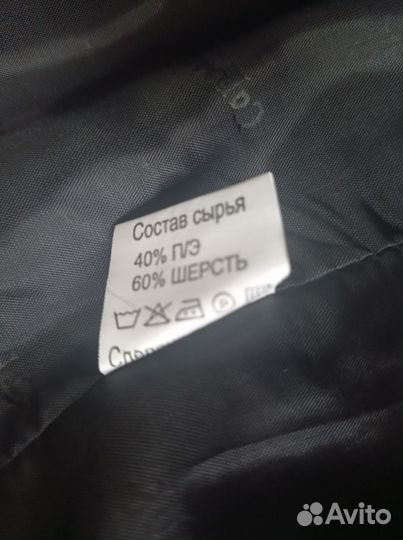 Состав сырья
40% П/Э
60% ШЕРСТЬ
Avito